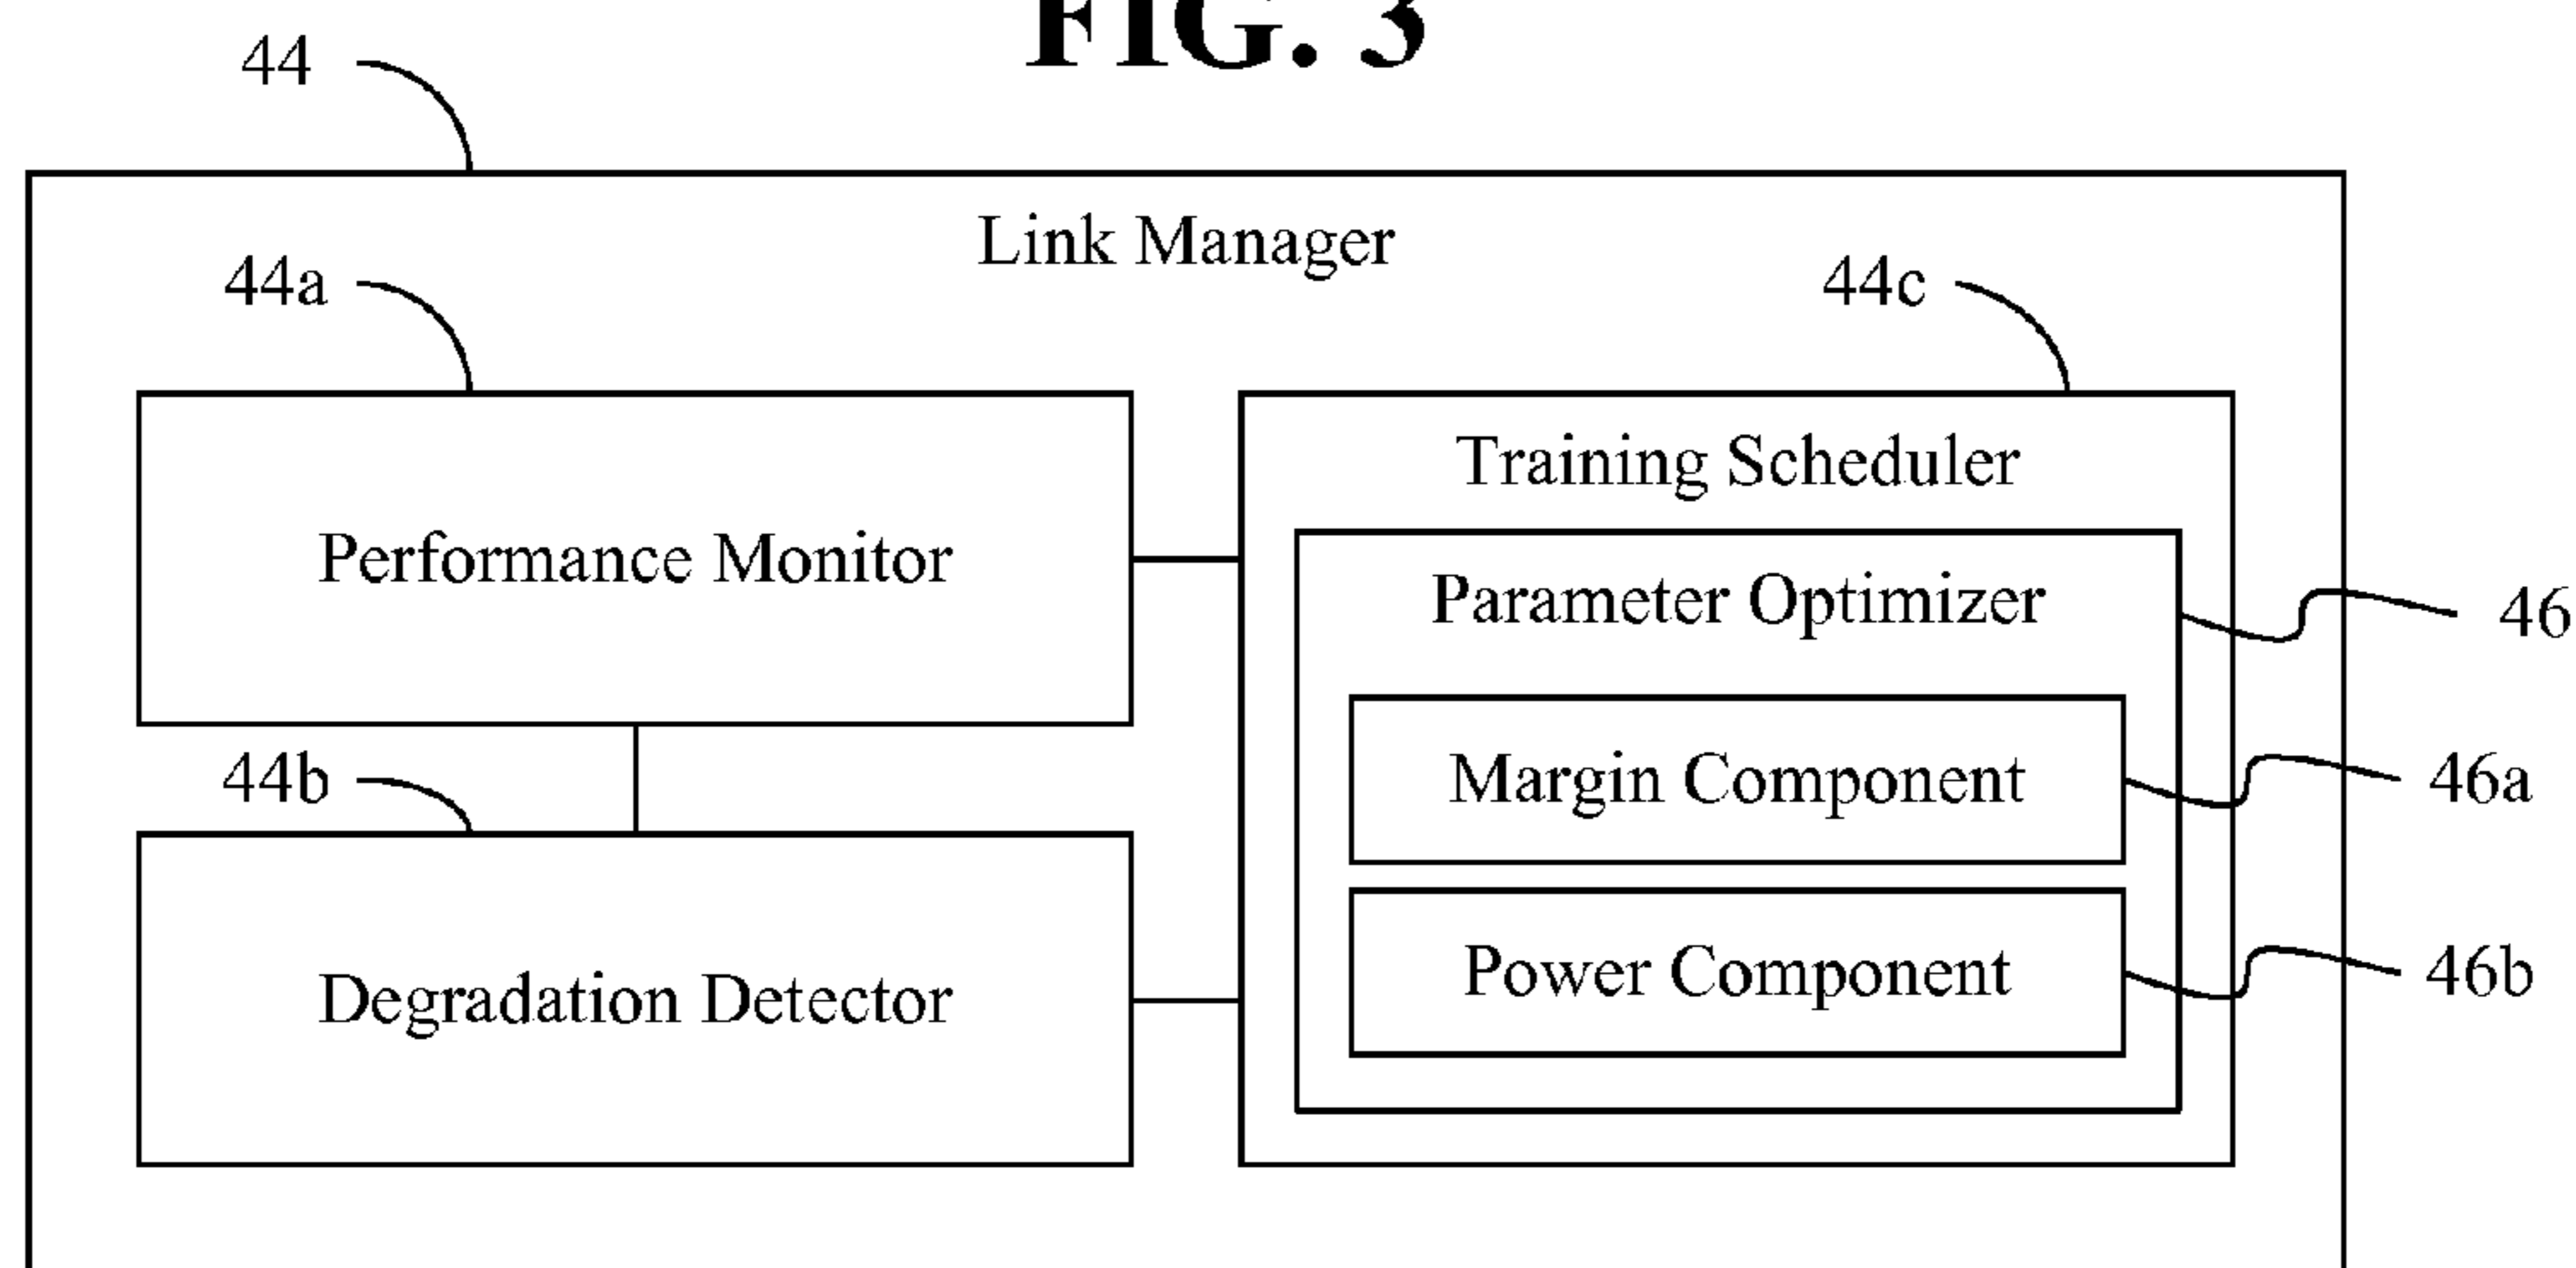 FIG. 3
44
Link Manager
44a
44c
Training Scheduler
Performance Monitor
Parameter Optimizer
46
44b
Margin Component
46a
Degradation Detector
Power Component
46b